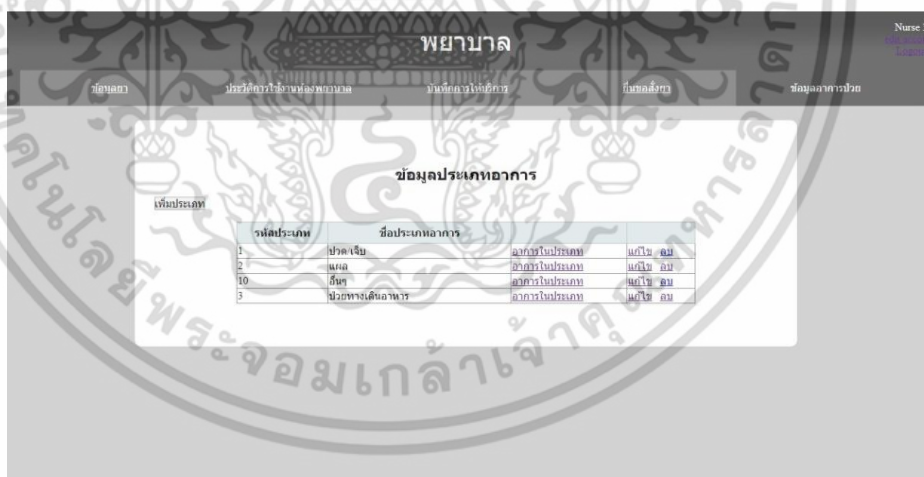 พยาบาล
Nurse
Logout
ข้อมูลยา ประวัติการใช้งานห้องพยาบาล บันทึกการให้บริการ ยื่นขอสั่งยา ข้อมูลอาการป่วย
ข้อมูลประเภทอาการ
เพิ่มประเภท
รหัสประเภท ชื่อประเภทอาการ
1 ปวด/เจ็บ อาการในประเภท แก้ไข ลบ
2 แผล อาการในประเภท แก้ไข ลบ
10 อื่นๆ อาการในประเภท แก้ไข ลบ
3 ป่วยทางเดินอาหาร อาการในประเภท แก้ไข ลบ